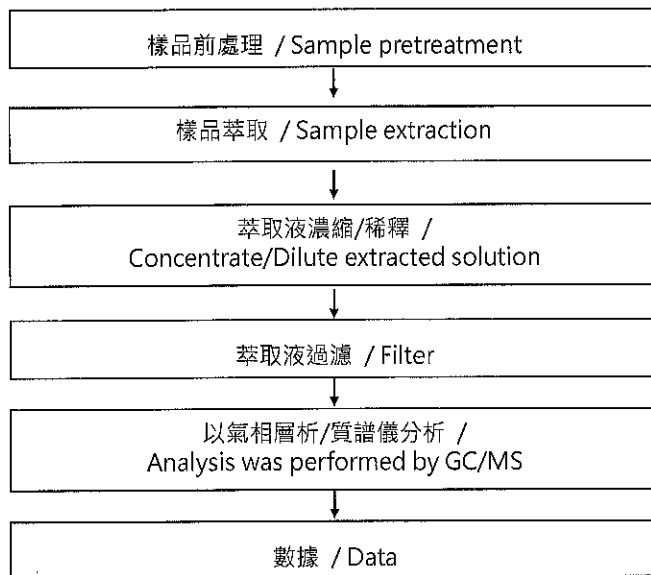 樣品前處理 / Sample pretreatment
樣品萃取 / Sample extraction
萃取液濃縮/稀釋 /
Concentrate/Dilute extracted solution
萃取液過濾 / Filter
以氣相層析/質譜儀分析 /
Analysis was performed by GC/MS
數據 / Data